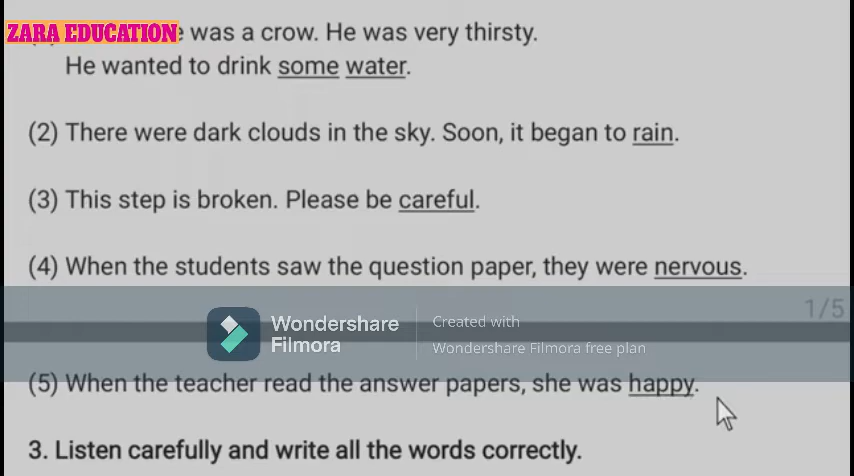 ZARA EDUCATION was a crow. He was very thirsty.
He wanted to drink some water.
(2) There were dark clouds in the sky. Soon, it began to rain.
(3) This step is broken. Please be careful.
(4) When the students saw the question paper, they were nervous.
1/5
Wondershare Filmora
Created with
Wondershare Filmora free plan
(5) When the teacher read the answer papers, she was happy.
3. Listen carefully and write all the words correctly.